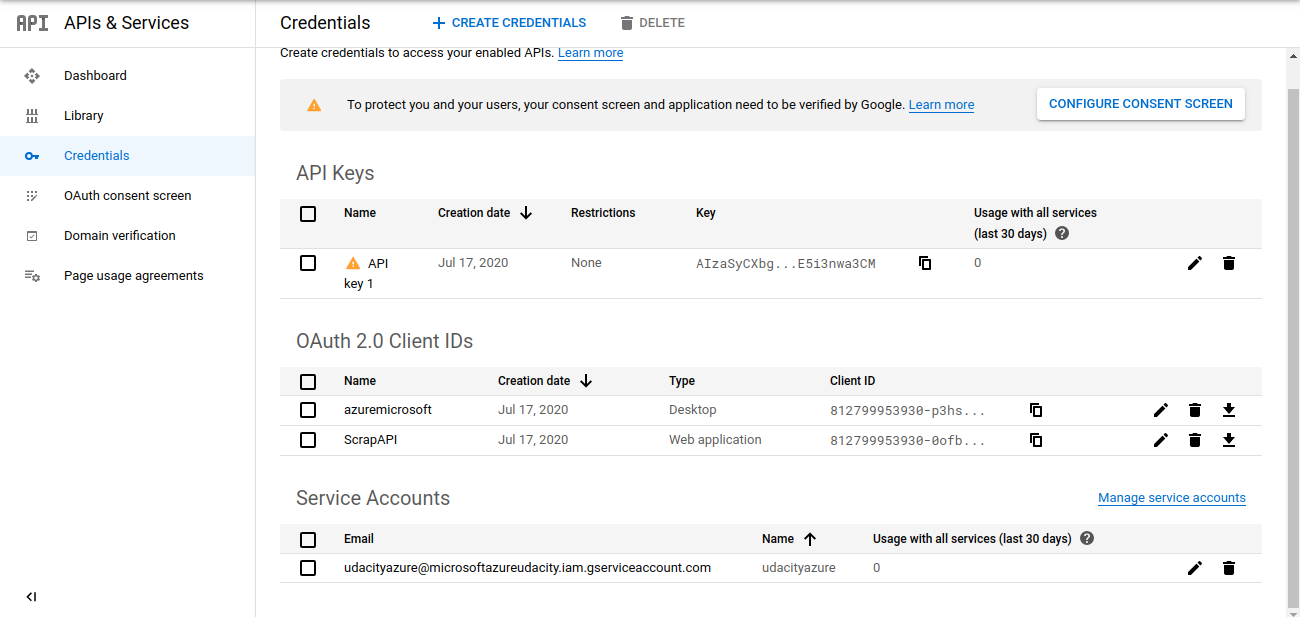 API APIs & Services
Credentials
CREATE CREDENTIALS
DELETE
Create credentials to access your enabled APIs. Learn more
Dashboard
Library
Credentials
OAuth consent screen
Domain verification
Page usage agreements
To protect you and your users, your consent screen and application need to be verified by Google. Learn more
CONFIGURE CONSENT SCREEN
API Keys
Name Creation date Restrictions Key Usage with all services
(last 30 days)
API Jul 17, 2020 None AIzaSyCXbg...E5i3nwa3CM 0
key 1
OAuth 2.0 Client IDs
Name Creation date Type Client ID
azuremicrosoft Jul 17, 2020 Desktop 812799953930-p3hs...
ScrapAPI Jul 17, 2020 Web application 812799953930-0ofb...
Service Accounts
Manage service accounts
Email Name Usage with all services (last 30 days)
udacityazure@microsoftazureudacity.iam.gserviceaccount.com udacityazure 0